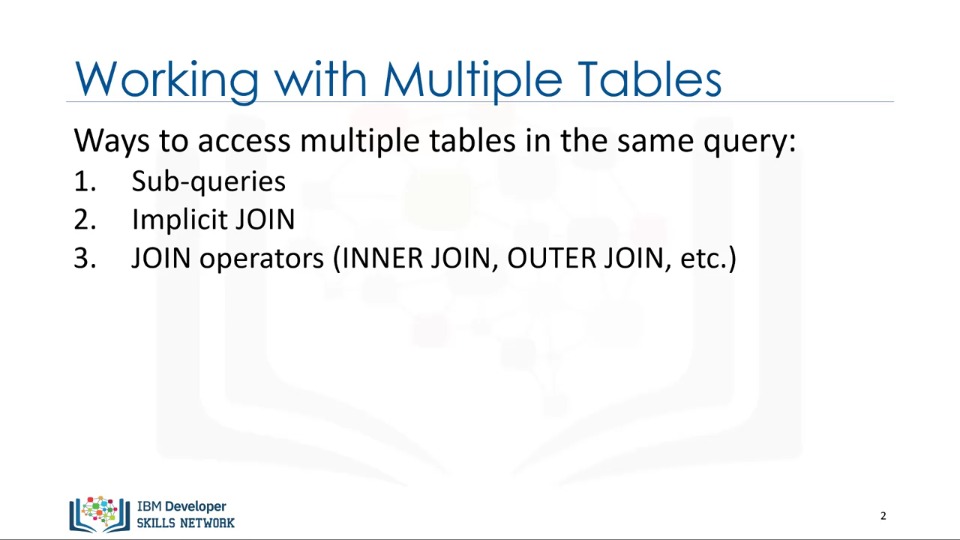 Working with Multiple Tables
Ways to access multiple tables in the same query:
1. Sub-queries
2. Implicit JOIN
3. JOIN operators (INNER JOIN, OUTER JOIN, etc.)
IBM Developer
SKILLS NETWORK
2